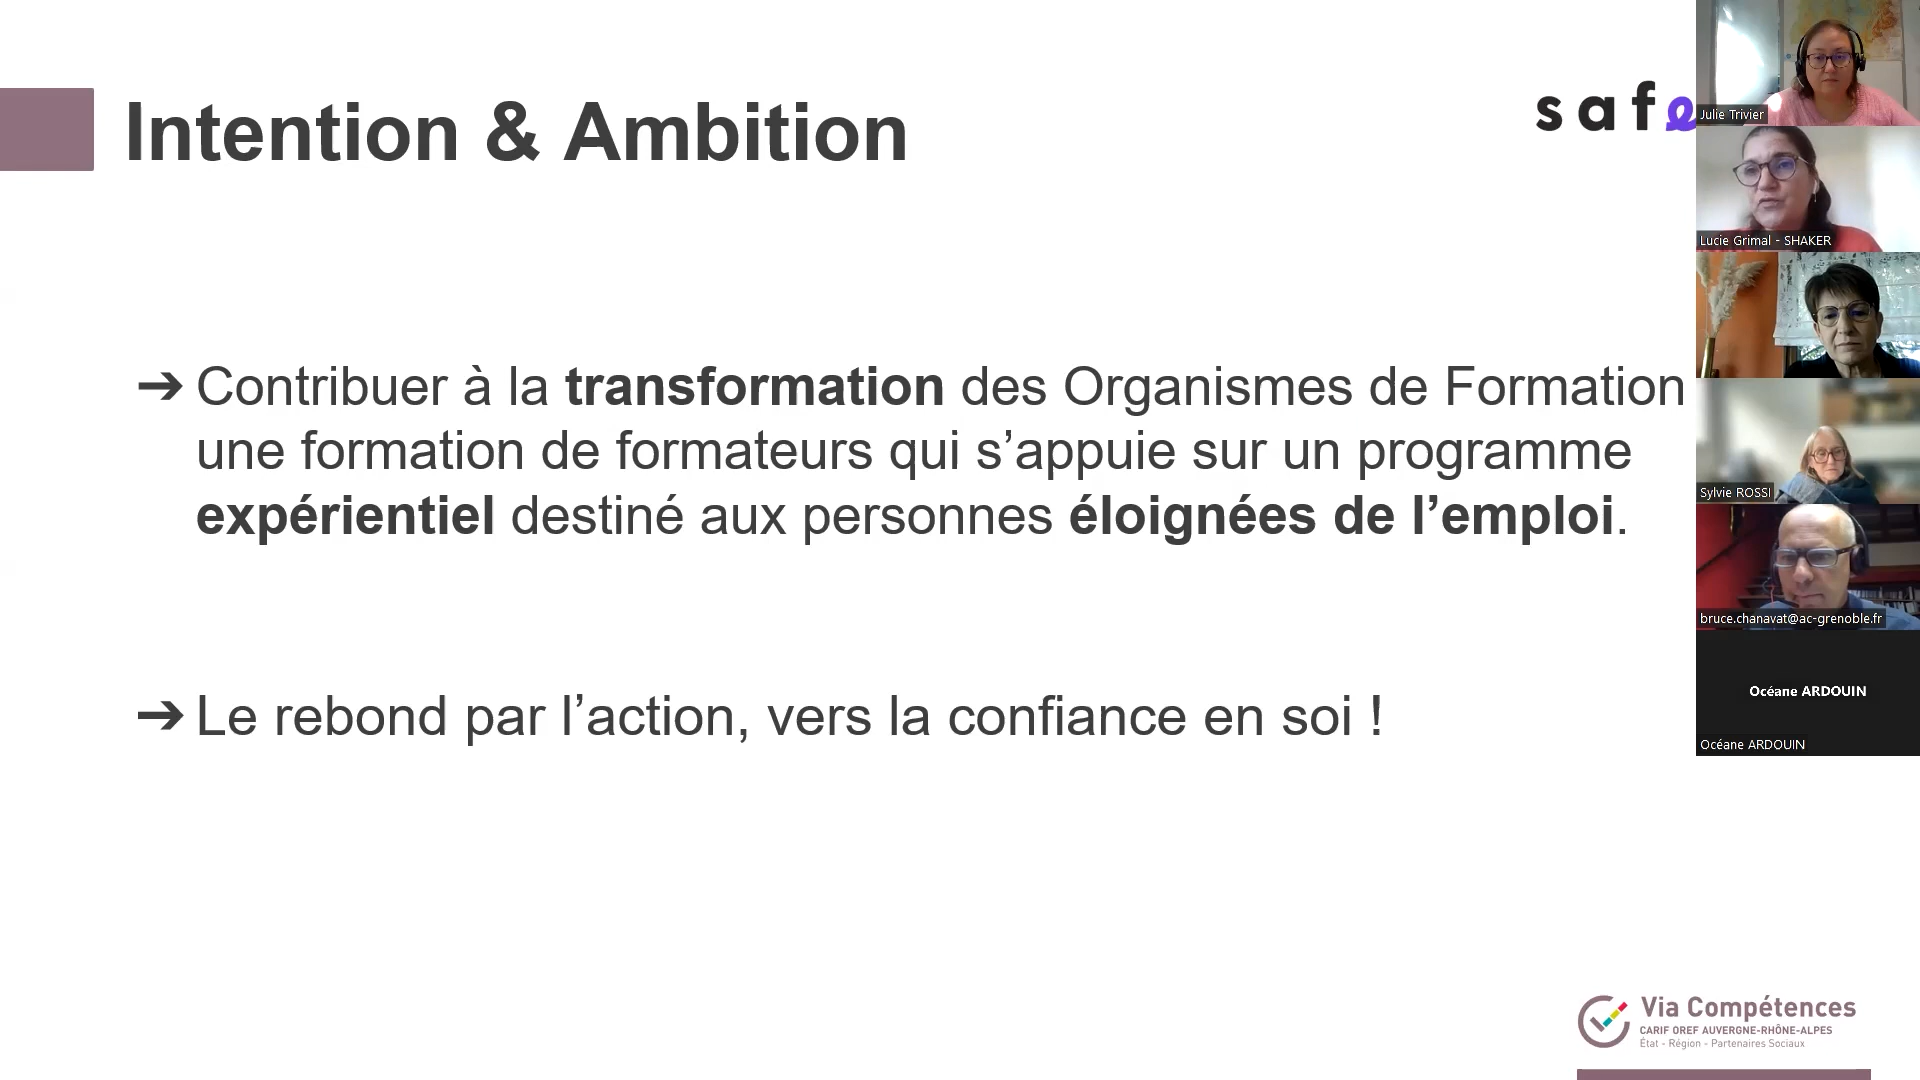 Intention & Ambition
safe
➔ Contribuer à la transformation des Organismes de Formation
une formation de formateurs qui s’appuie sur un programme
expérientiel destiné aux personnes éloignées de l’emploi.
➔ Le rebond par l’action, vers la confiance en soi !
Julie Trivier
Lucie Grimal - SHAKER
Sylvie ROSSI
bruce.chanavat@ac-grenoble.fr
Océane ARDOUIN
Océane ARDOUIN
Via Compétences
CARIF OREF AUVERGNE-RHÔNE-ALPES
État - Région - Partenaires Sociaux